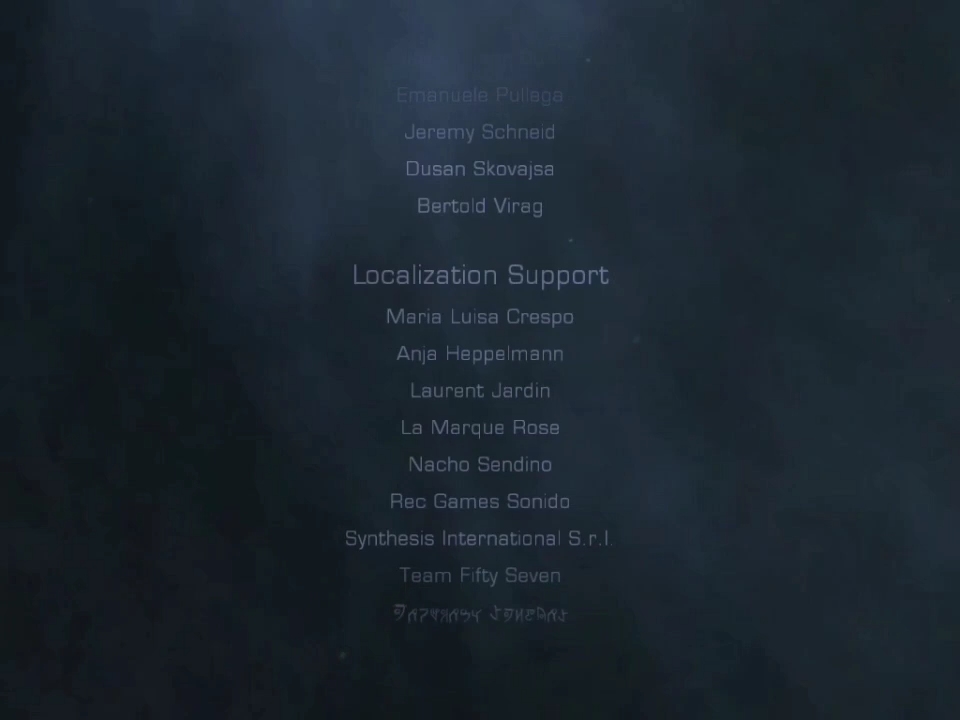 Emanuele Pullega
Jeremy Schneid
Dusan Skovajsa
Bertold Virag
Localization Support
Maria Luisa Crespo
Anja Heppelmann
Laurent Jardin
La Marque Rose
Nacho Sendino
Rec Games Sonido
Synthesis International S.r.l.
Team Fifty Seven